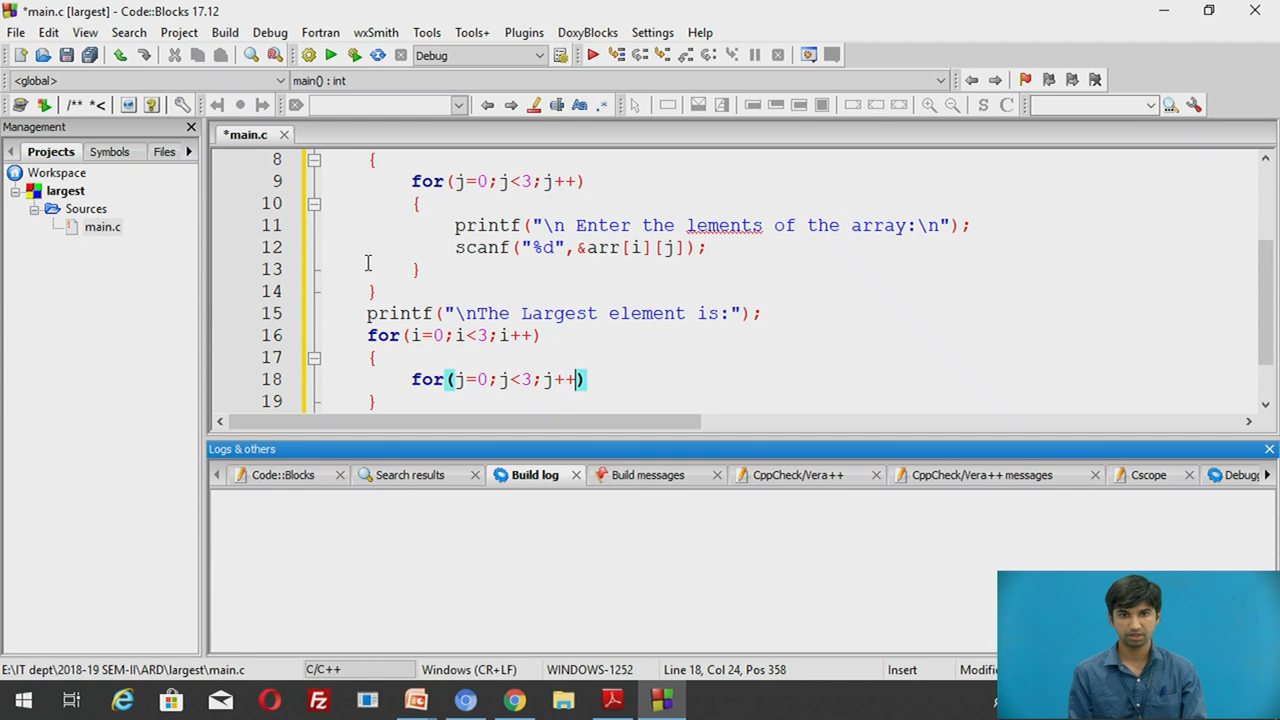 *main.c [largest] - Code::Blocks 17.12
File Edit View Search Project Build Debug Fortran wxSmith Tools Tools+ Plugins DoxyBlocks Settings Help
Debug
<global> main() : int
/** *<
S C
Management
Projects Symbols Files
*main.c
Workspace
largest
Sources
main.c
8 {
9 for(j=0;j<3;j++)
10 {
11 printf("\n Enter the lements of the array:\n");
12 scanf("%d",&arr[i][j]);
13 }
14 }
15 printf("\nThe Largest element is:");
16 for(i=0;i<3;i++)
17 {
18 for(j=0;j<3;j++)
19 }
Logs & others
Code::Blocks Search results Build log Build messages CppCheck/Vera++ CppCheck/Vera++ messages Cscope Debugg
E:\IT dept\2018-19 SEM-II\ARD\largest\main.c C/C++ Windows (CR+LF) WINDOWS-1252 Line 18, Col 24, Pos 358 Insert Modi